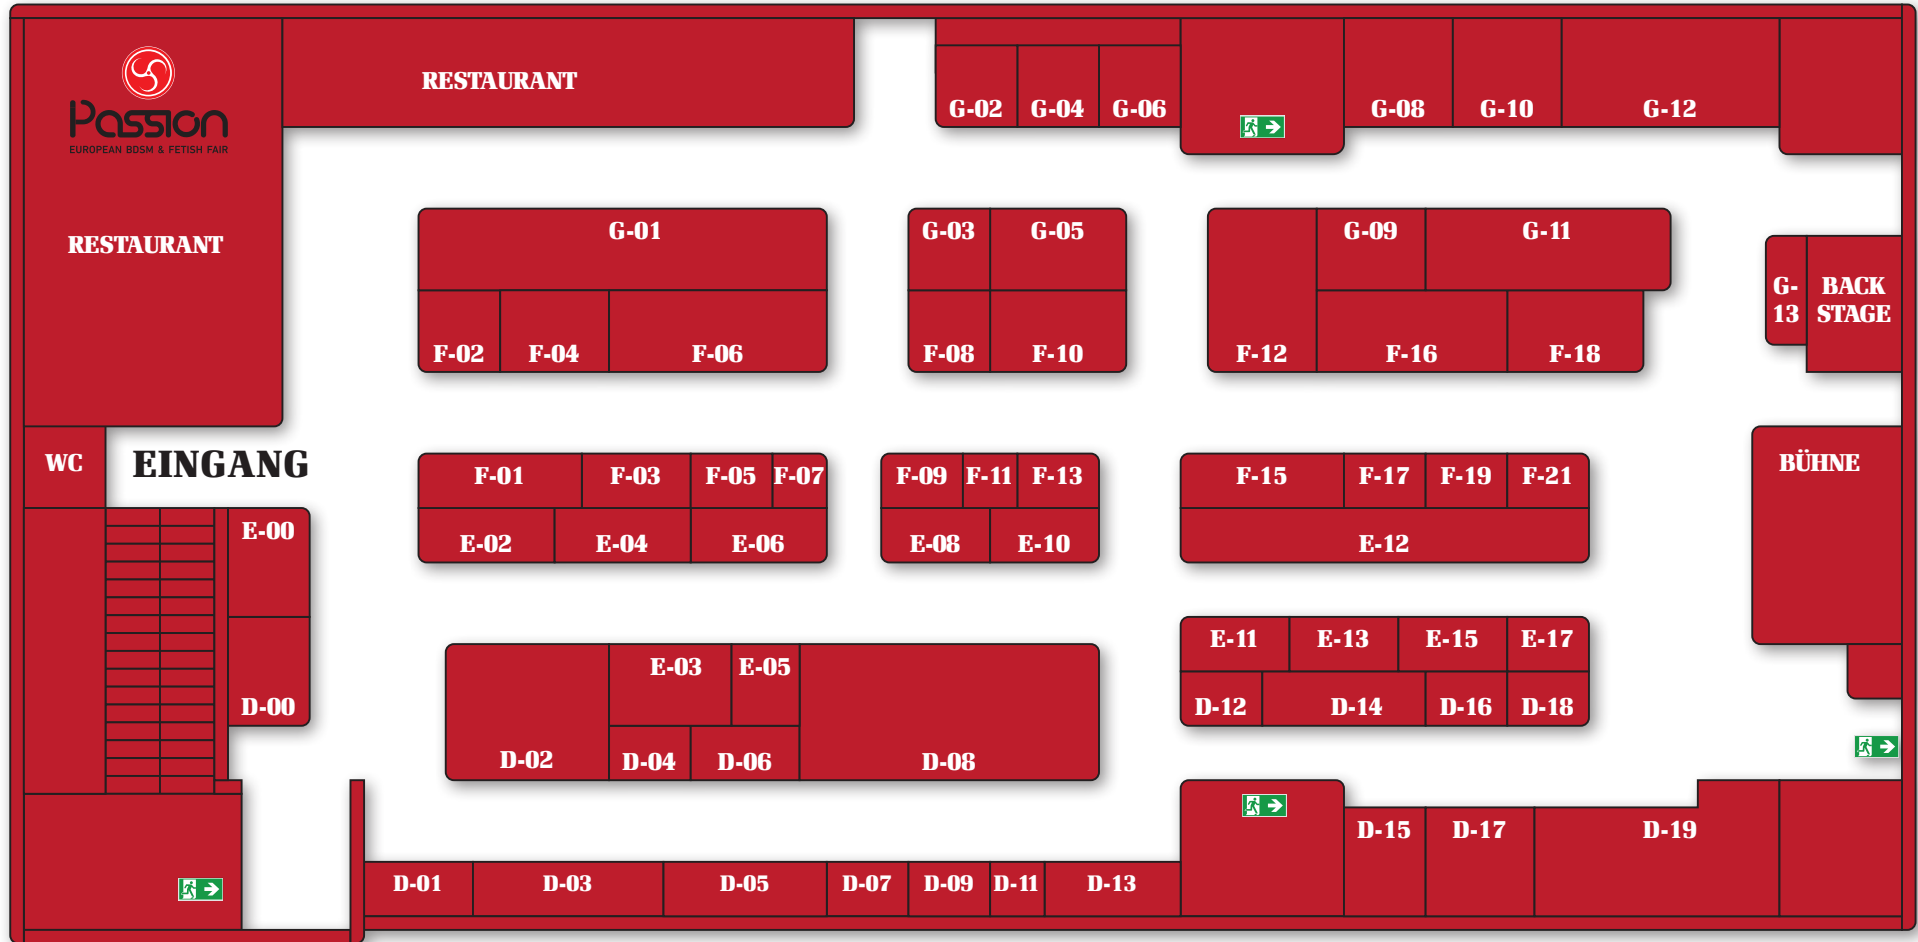 Passion
EUROPEAN BDSM & FETISH FAIR
RESTAURANT
G-02 G-04 G-06
G-08 G-10 G-12
RESTAURANT
G-01
G-03 G-05
G-09 G-11
G-
13
BACK
STAGE
F-02 F-04 F-06
F-08 F-10
F-12 F-16 F-18
WC
EINGANG
F-01 F-03 F-05 F-07
F-09 F-11 F-13
F-15 F-17 F-19 F-21
BÜHNE
E-00
E-02 E-04 E-06
E-08 E-10
E-12
E-11 E-13 E-15 E-17
E-03 E-05
D-00
D-12 D-14 D-16 D-18
D-02 D-04 D-06 D-08
D-15 D-17 D-19
D-01 D-03 D-05 D-07 D-09 D-11 D-13